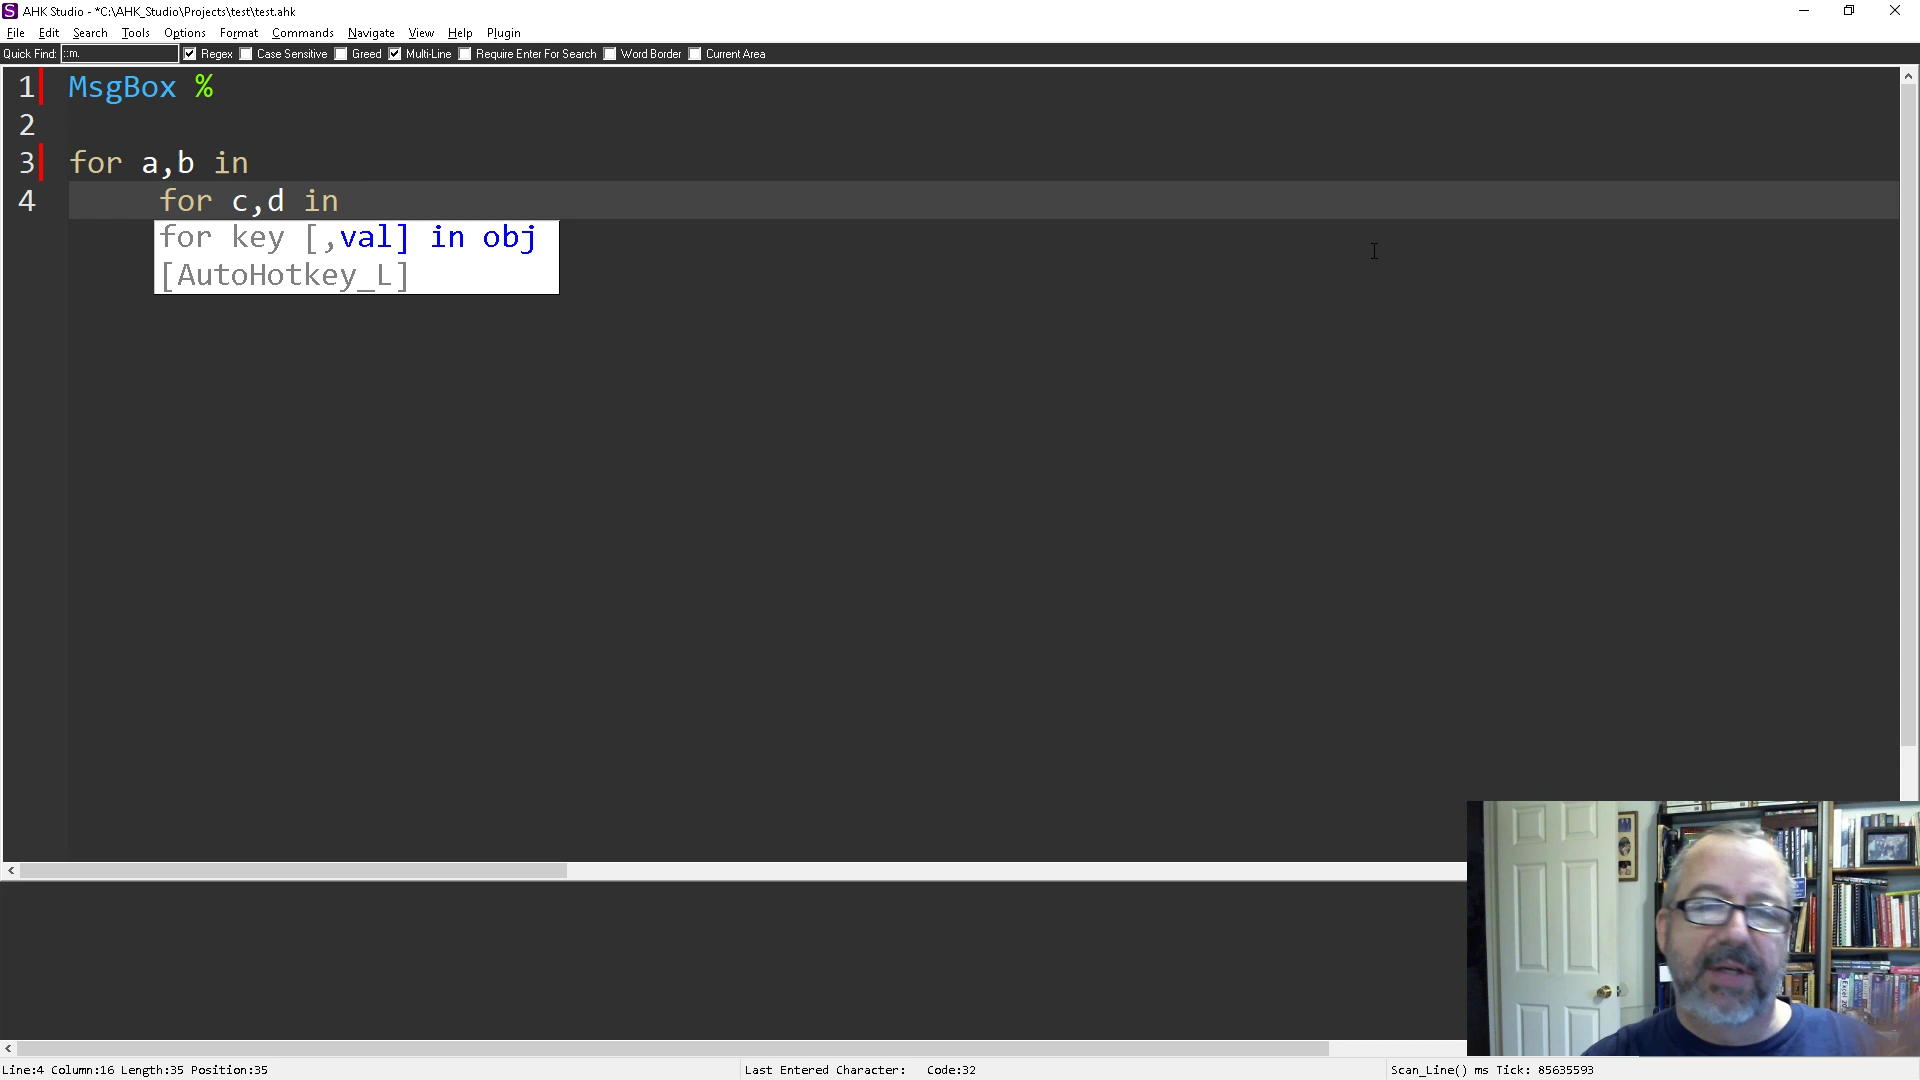 AHK Studio - *C:\AHK_Studio\Projects\test\test.ahk
File Edit Search Tools Options Format Commands Navigate View Help Plugin
Quick Find: ::m. Regex Case Sensitive Greed Multi-Line Require Enter For Search Word Border Current Area
1 MsgBox %
2
3 for a,b in
4 for c,d in
for key [,val] in obj
[AutoHotkey_L]
Line:4 Column:16 Length:35 Position:35 Last Entered Character: Code:32 Scan_Line() ms Tick: 85635593